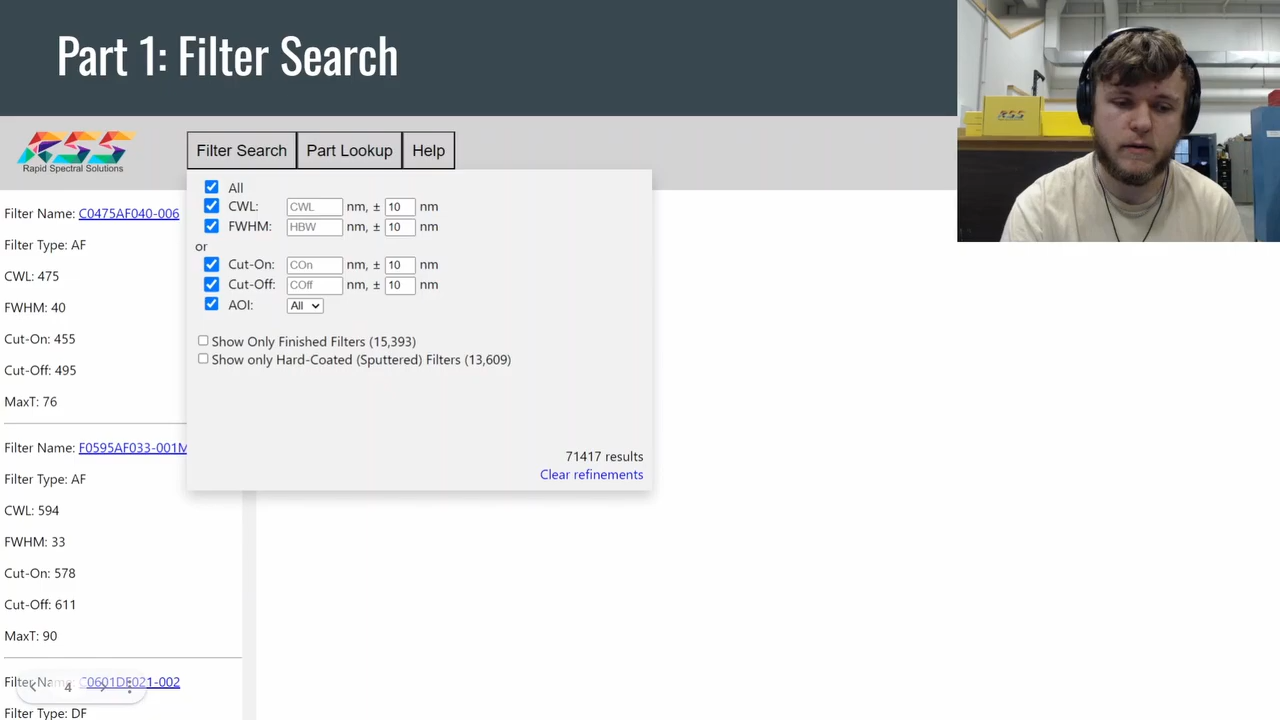 Part 1: Filter Search
RSS
Rapid Spectral Solutions
Filter Search
Part Lookup
Help
All
CWL: CWL nm, ± 10 nm
FWHM: HBW nm, ± 10 nm
or
Cut-On: COn nm, ± 10 nm
Cut-Off: COff nm, ± 10 nm
AOI: All
Show Only Finished Filters (15,393)
Show only Hard-Coated (Sputtered) Filters (13,609)
71417 results
Clear refinements
Filter Name: C0475AF040-006
Filter Type: AF
CWL: 475
FWHM: 40
Cut-On: 455
Cut-Off: 495
MaxT: 76
Filter Name: F0595AF033-001M
Filter Type: AF
CWL: 594
FWHM: 33
Cut-On: 578
Cut-Off: 611
MaxT: 90
Filter Name: C0601DF021-002
4
Filter Type: DF
RSS